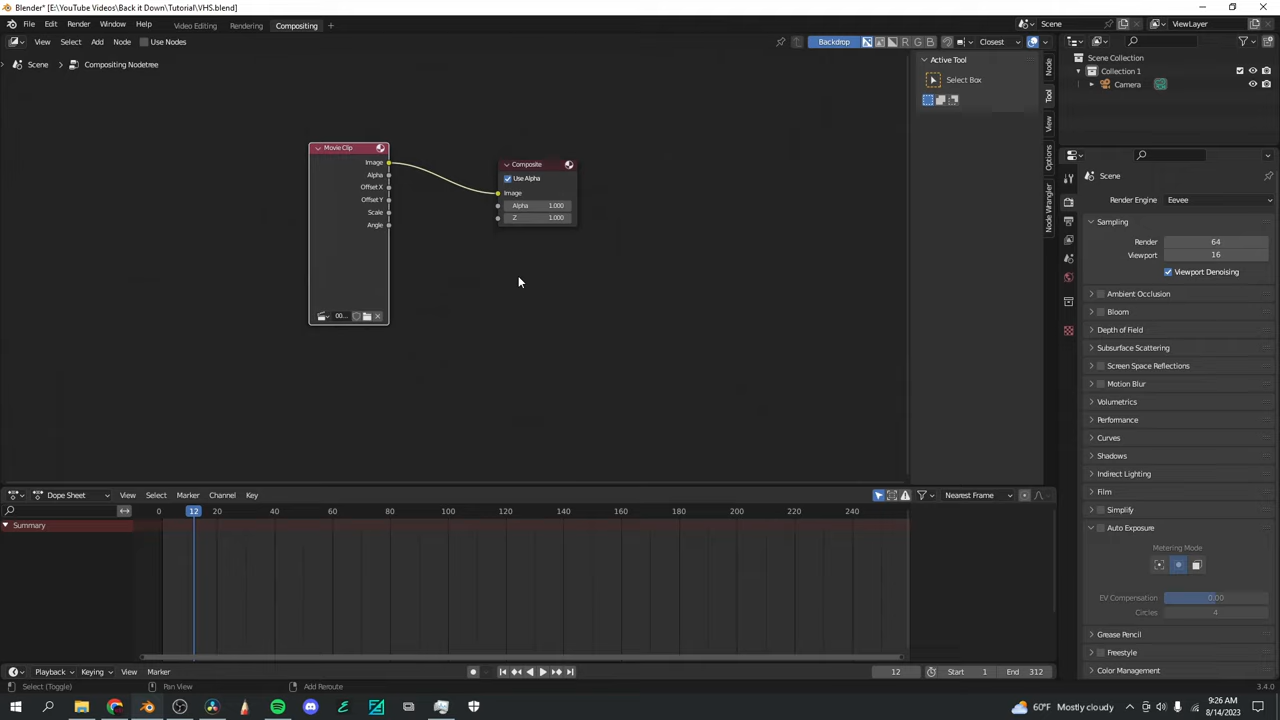 Blender* [E:\YouTube Videos\Back it Down\Tutorial\VHS.blend]
File Edit Render Window Help Video Editing Rendering Compositing + Scene ViewLayer
View Select Add Node Use Nodes Backdrop R G B Closest
Scene Compositing Nodetree
Active Tool
Select Box
Node
Tool
View
Options
Node Wrangler
Scene Collection
Collection 1
Camera
Movie Clip
Image
Alpha
Offset X
Offset Y
Scale
Angle
00...
Composite
Use Alpha
Image
Alpha 1.000
Z 1.000
Scene
Render Engine Eevee
Sampling
Render 64
Viewport 16
Viewport Denoising
Ambient Occlusion
Bloom
Depth of Field
Subsurface Scattering
Screen Space Reflections
Motion Blur
Volumetrics
Performance
Curves
Shadows
Indirect Lighting
Film
Simplify
Auto Exposure
Metering Mode
EV Compensation 0.00
Circles 4
Grease Pencil
Freestyle
Color Management
Dope Sheet View Select Marker Channel Key Nearest Frame
0 12 20 40 60 80 100 120 140 160 180 200 220 240
Summary
Playback Keying View Marker 12 Start 1 End 312
Select (Toggle) Pan View Add Reroute 3.4.0
60°F Mostly cloudy 9:26 AM
8/14/2023